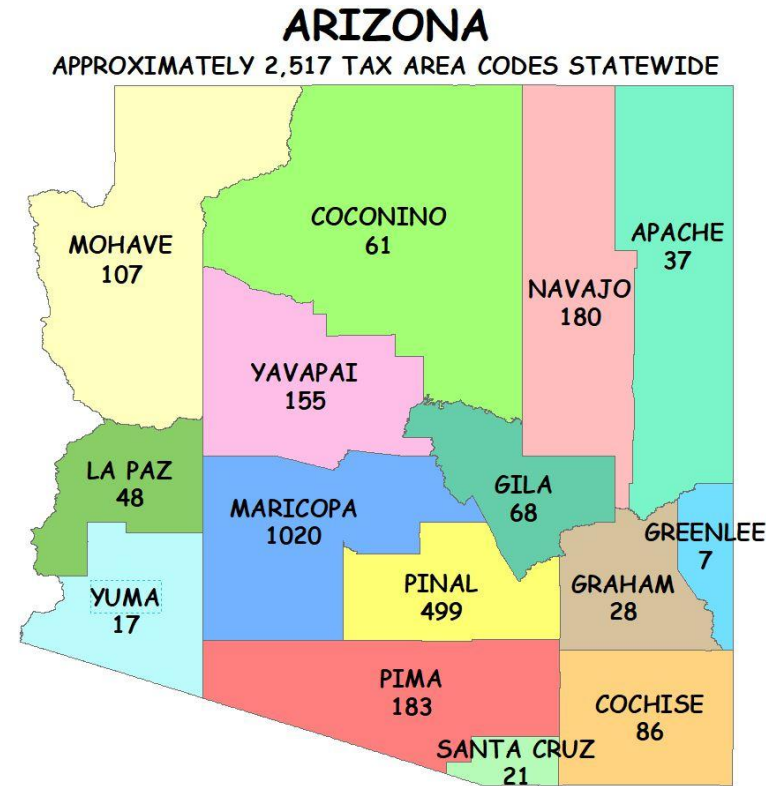 ARIZONA
APPROXIMATELY 2,517 TAX AREA CODES STATEWIDE
MOHAVE
107
COCONINO
61
NAVAJO
180
APACHE
37
YAVAPAI
155
LA PAZ
48
MARICOPA
1020
GILA
68
GREENLEE
7
YUMA
17
PINAL
499
GRAHAM
28
PIMA
183
COCHISE
86
SANTA CRUZ
21